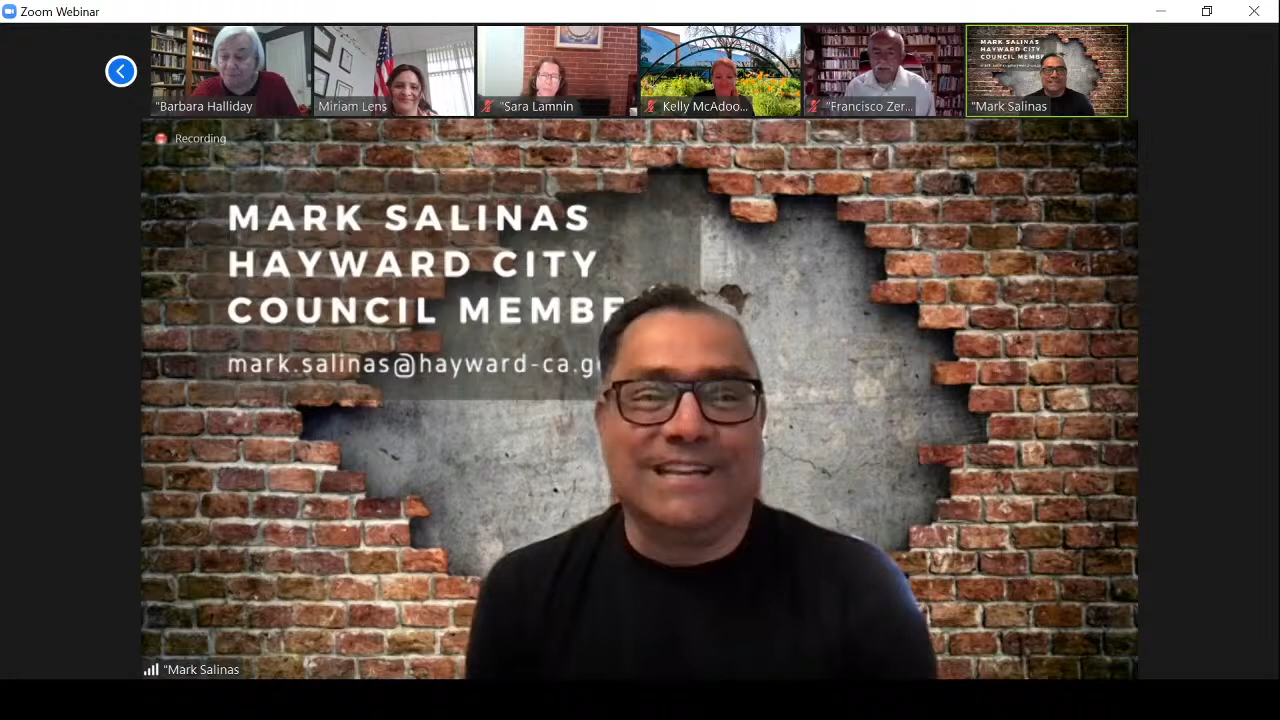 Zoom Webinar
"Barbara Halliday
Miriam Lens
"Sara Lamnin
Kelly McAdoo...
"Francisco Zer...
MARK SALINAS
HAYWARD CITY
COUNCIL MEMBE
"Mark Salinas
Recording
MARK SALINAS
HAYWARD CITY
COUNCIL MEMBE
mark.salinas@hayward-ca.g
"Mark Salinas